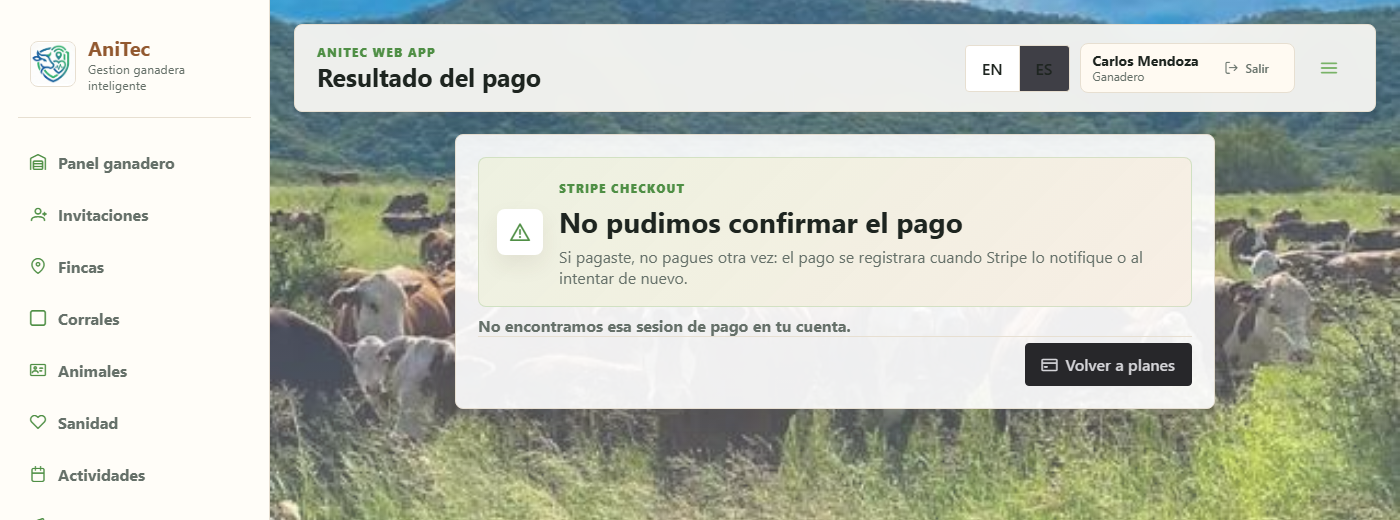 AniTec
Gestion ganadera
inteligente
Panel ganadero
Invitaciones
Fincas
Corrales
Animales
Sanidad
Actividades
ANITEC WEB APP
Resultado del pago
EN
ES
Carlos Mendoza
Ganadero
Salir
STRIPE CHECKOUT
No pudimos confirmar el pago
Si pagaste, no pagues otra vez: el pago se registrara cuando Stripe lo notifique o al
intentar de nuevo.
No encontramos esa sesion de pago en tu cuenta.
Volver a planes